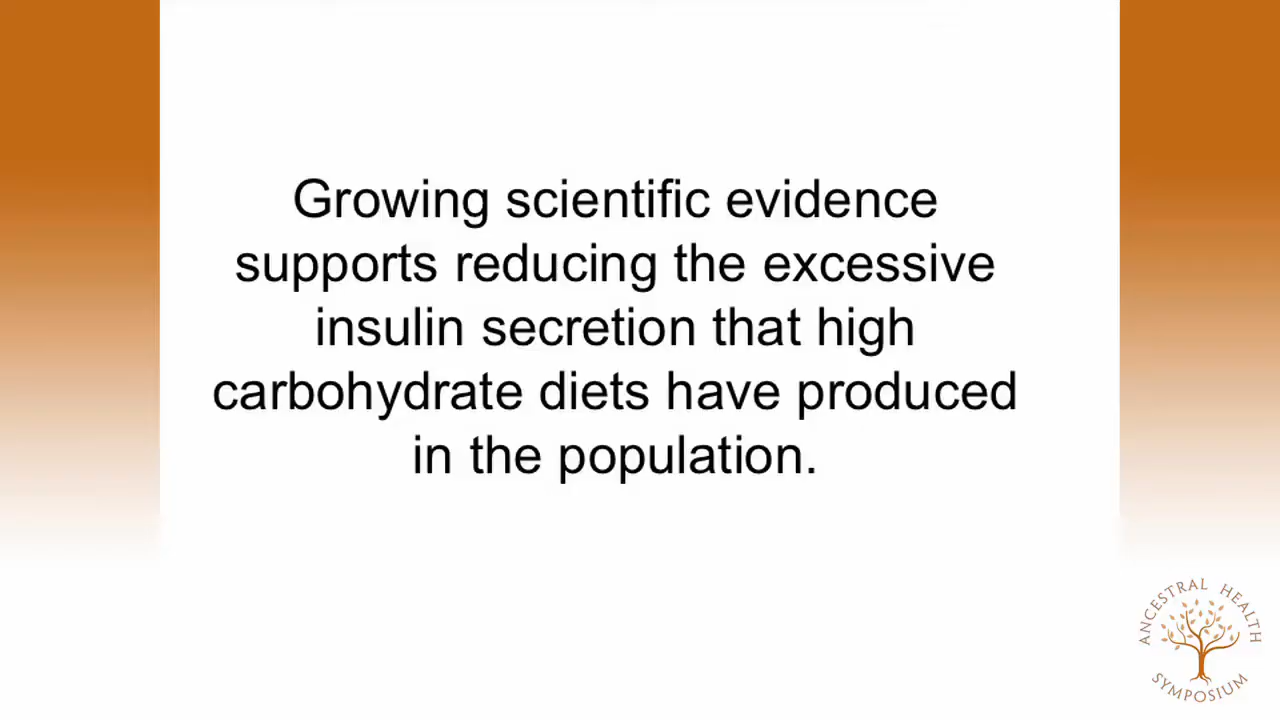 Growing scientific evidence
supports reducing the excessive
insulin secretion that high
carbohydrate diets have produced
in the population.
ANCESTRAL HEALTH
SYMPOSIUM